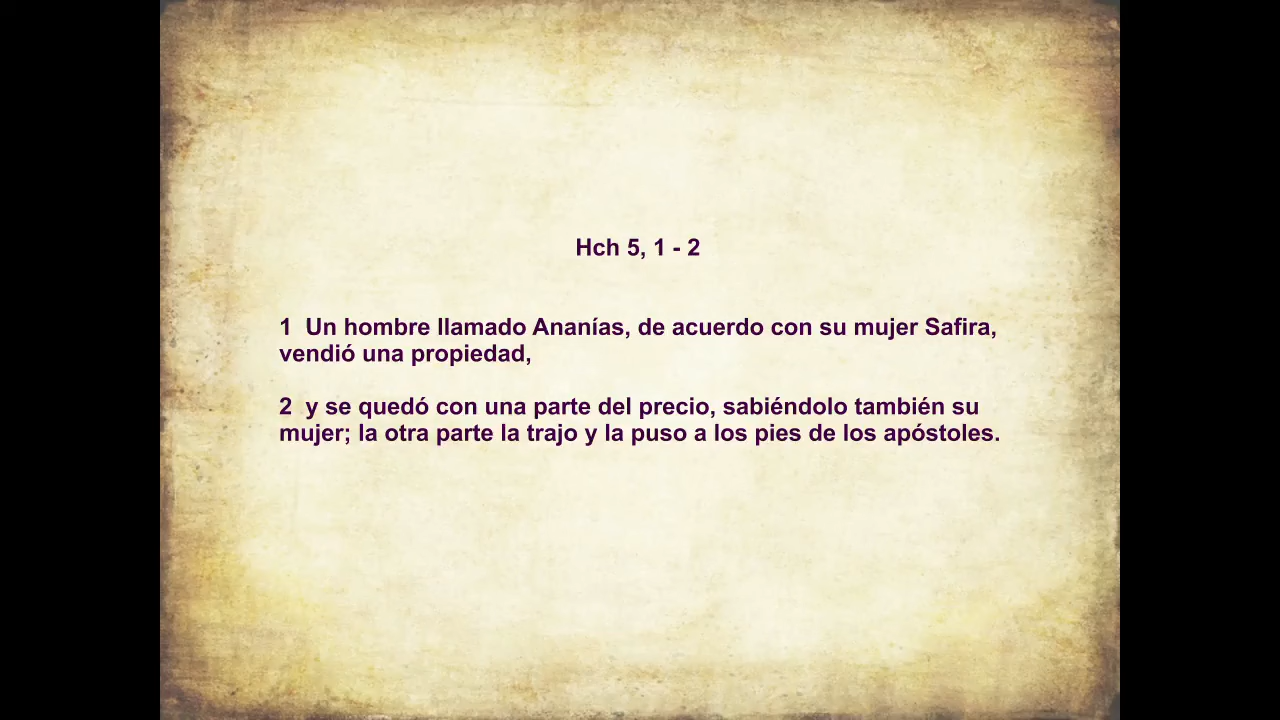 Hch 5, 1 - 2
1 Un hombre llamado Ananías, de acuerdo con su mujer Safira,
vendió una propiedad,
2 y se quedó con una parte del precio, sabiéndolo también su
mujer; la otra parte la trajo y la puso a los pies de los apóstoles.